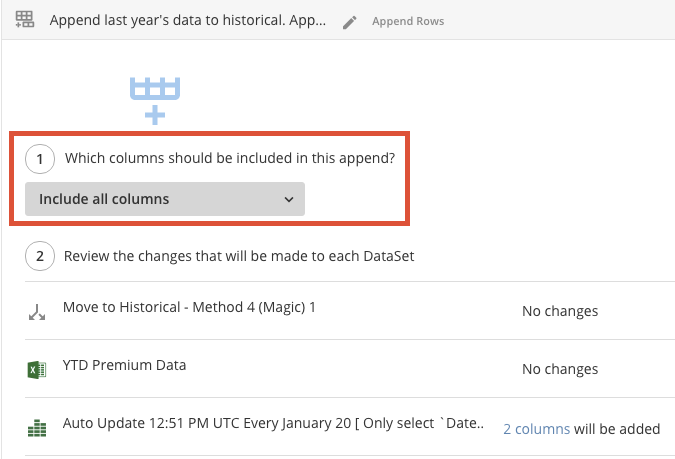 Append last year's data to historical. App... Append Rows
1 Which columns should be included in this append?
Include all columns
2 Review the changes that will be made to each DataSet
Move to Historical - Method 4 (Magic) 1 No changes
YTD Premium Data No changes
Auto Update 12:51 PM UTC Every January 20 [ Only select `Date.. 2 columns will be added